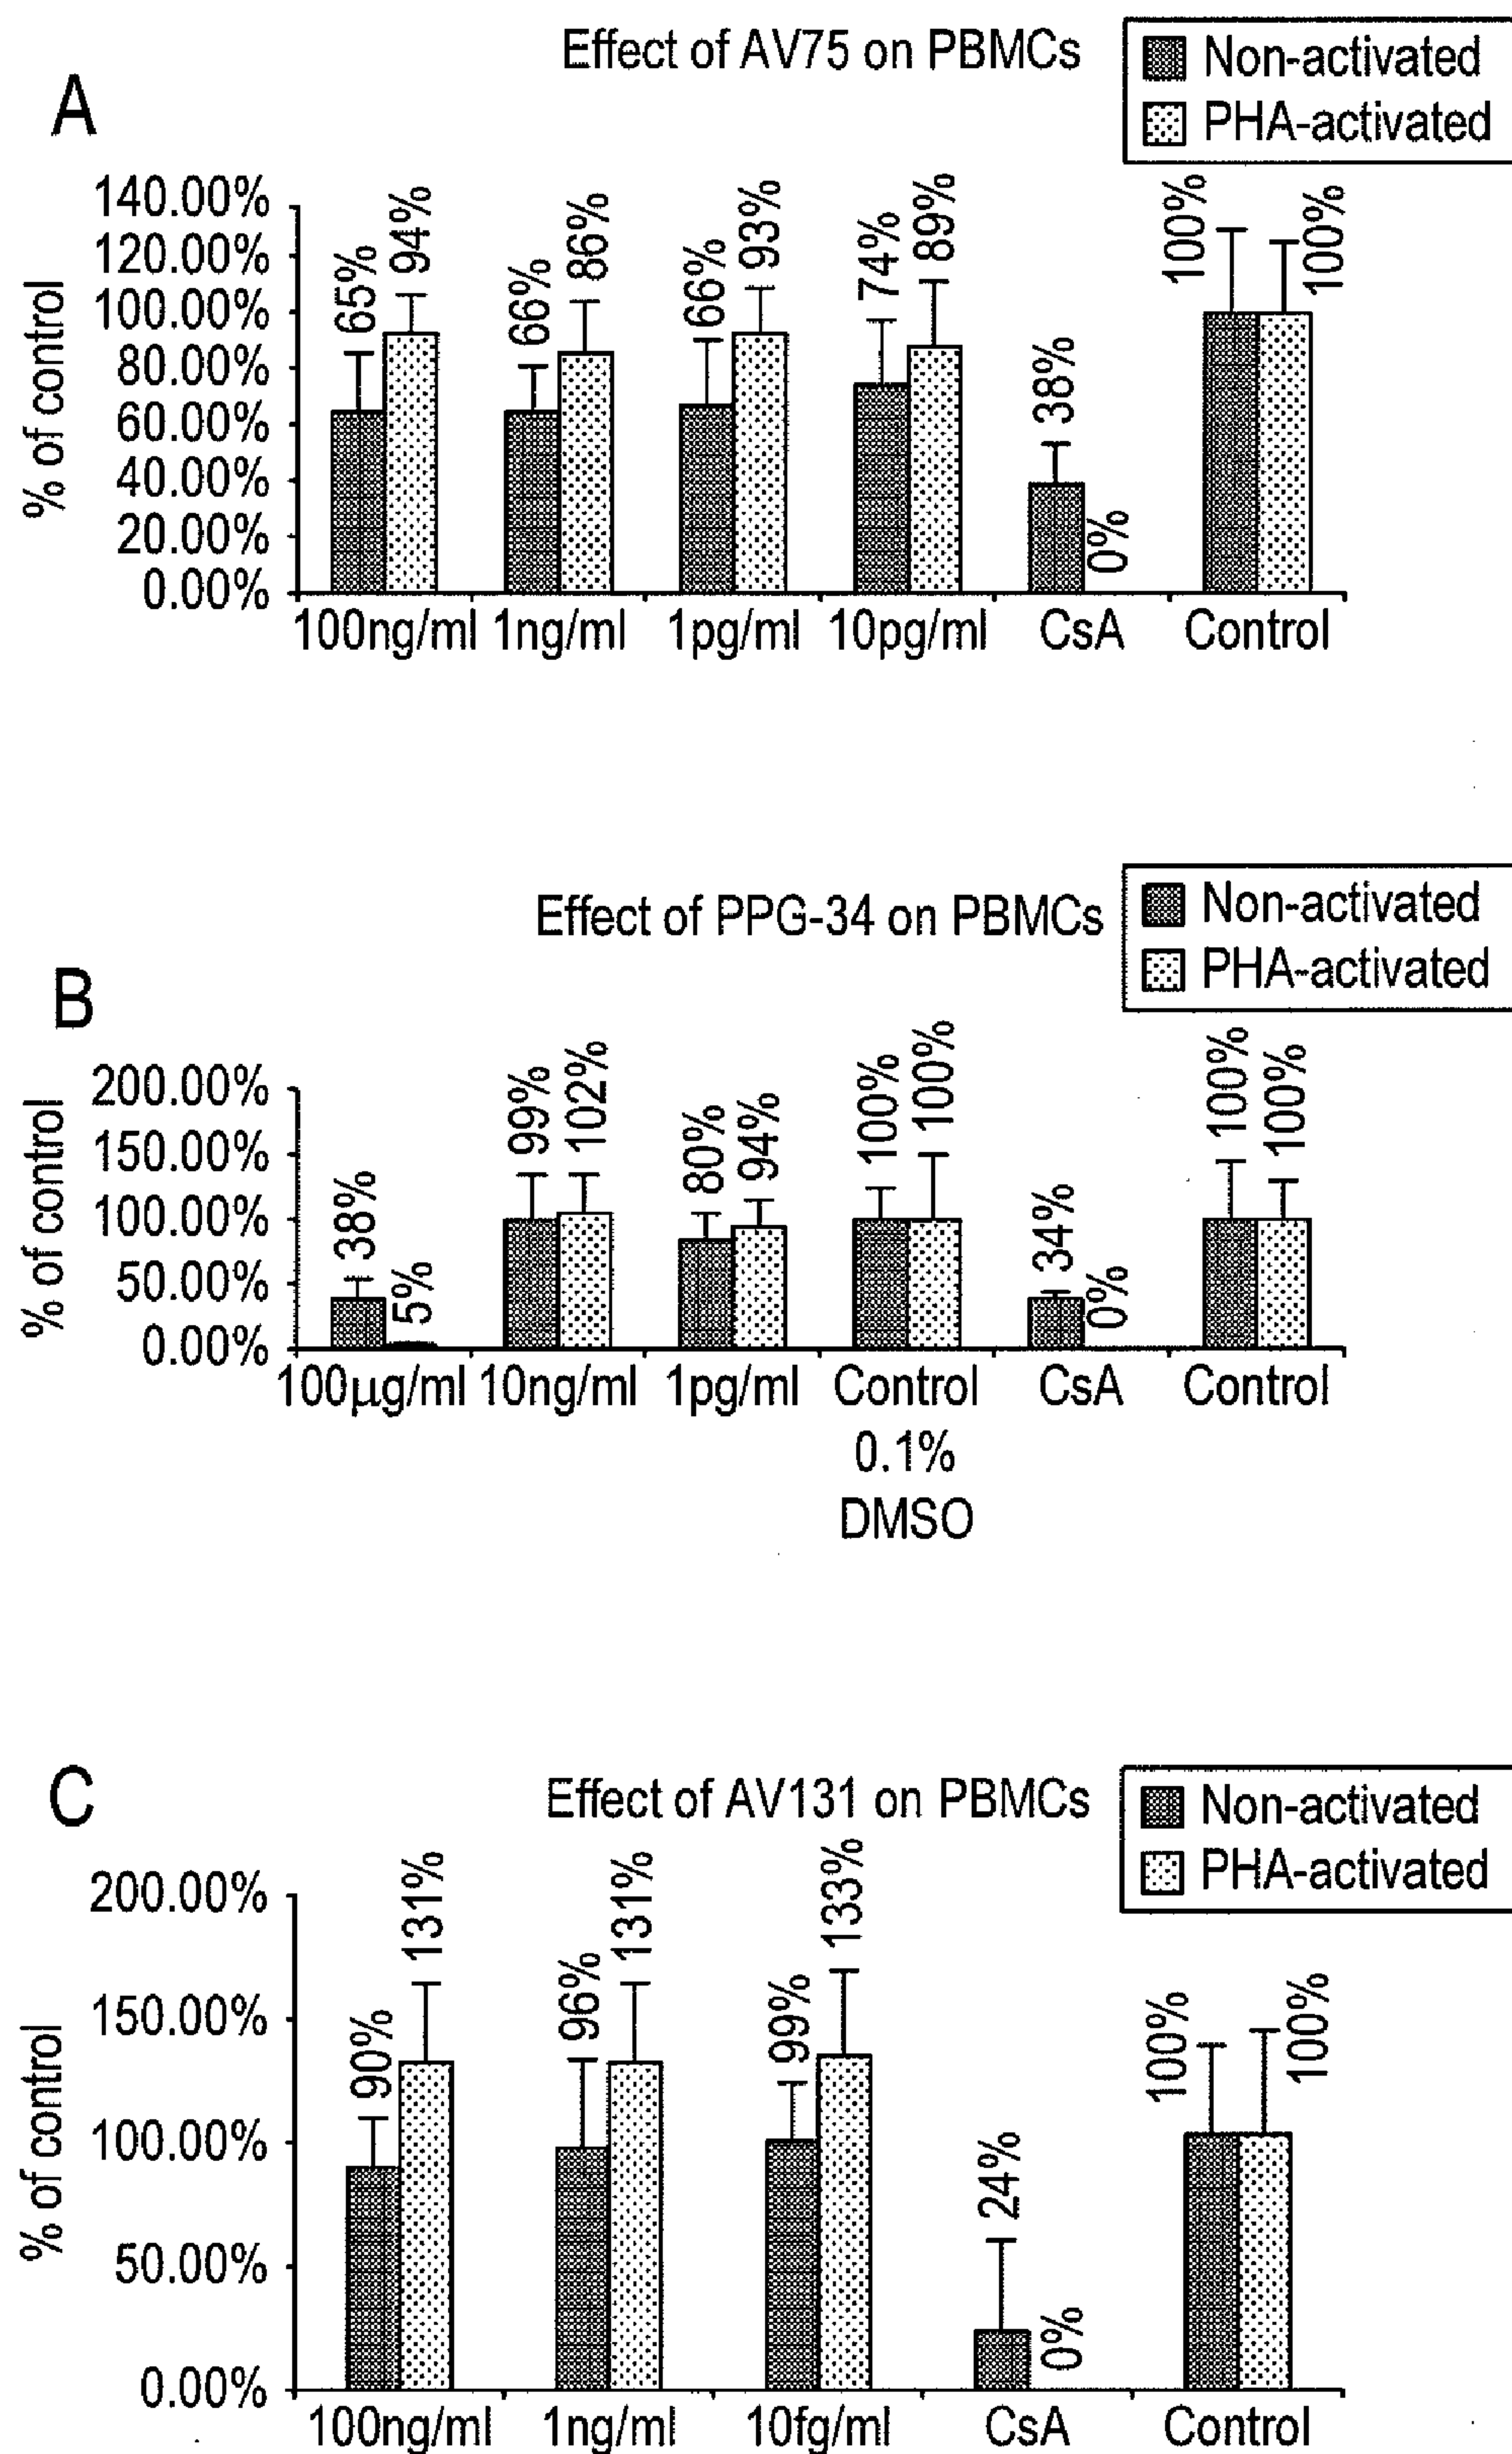 A
Effect of AV75 on PBMCs
Non-activated
PHA-activated
% of control
140.00%
120.00%
100.00%
80.00%
60.00%
40.00%
20.00%
0.00%
65%
94%
66%
86%
66%
93%
74%
89%
38%
0%
100%
100%
100ng/ml 1ng/ml 1pg/ml 10pg/ml CsA Control
B
Effect of PPG-34 on PBMCs
Non-activated
PHA-activated
% of control
200.00%
150.00%
100.00%
50.00%
0.00%
38%
5%
99%
102%
80%
94%
100%
100%
34%
0%
100%
100%
100µg/ml 10ng/ml 1pg/ml Control CsA Control
0.1%
DMSO
C
Effect of AV131 on PBMCs
Non-activated
PHA-activated
% of control
200.00%
150.00%
100.00%
50.00%
0.00%
90%
131%
96%
131%
99%
133%
24%
0%
100%
100%
100ng/ml 1ng/ml 10fg/ml CsA Control